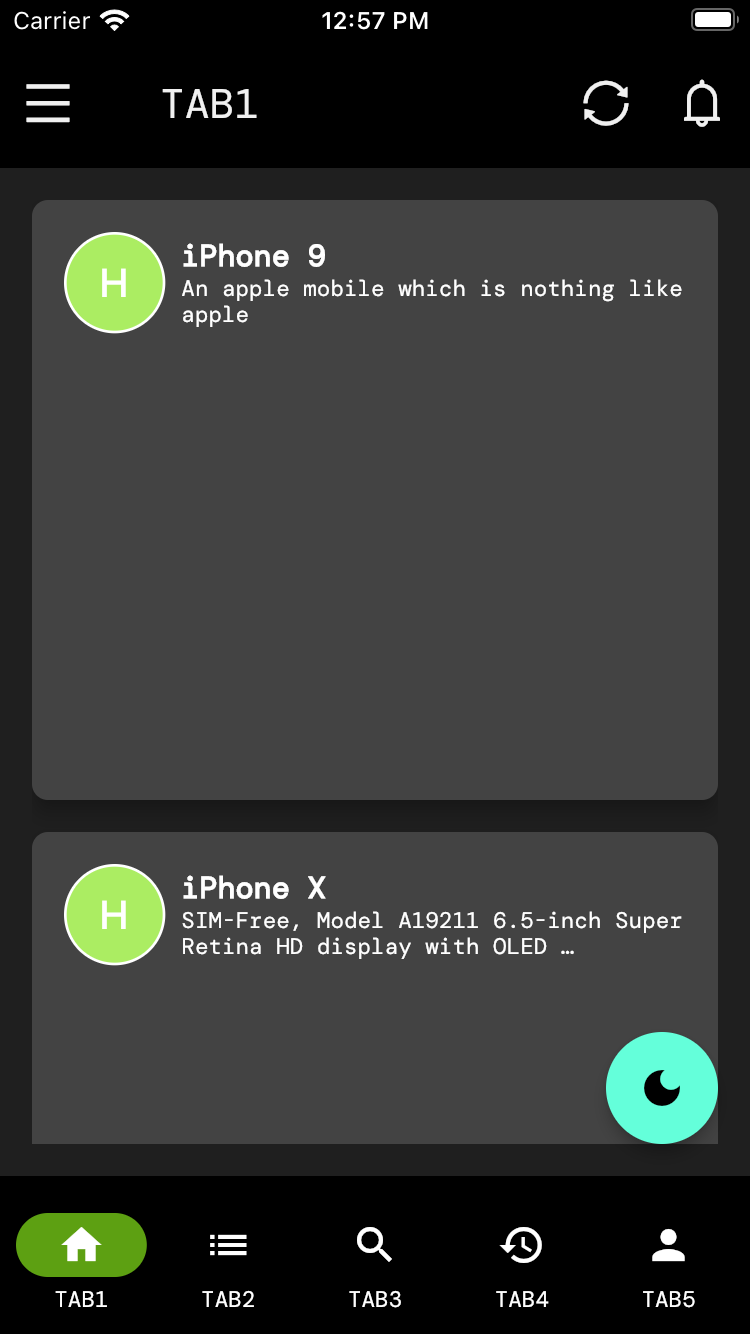 Carrier 12:57 PM
TAB1
H
iPhone 9
An apple mobile which is nothing like
apple
H
iPhone X
SIM-Free, Model A19211 6.5-inch Super
Retina HD display with OLED …
TAB1 TAB2 TAB3 TAB4 TAB5